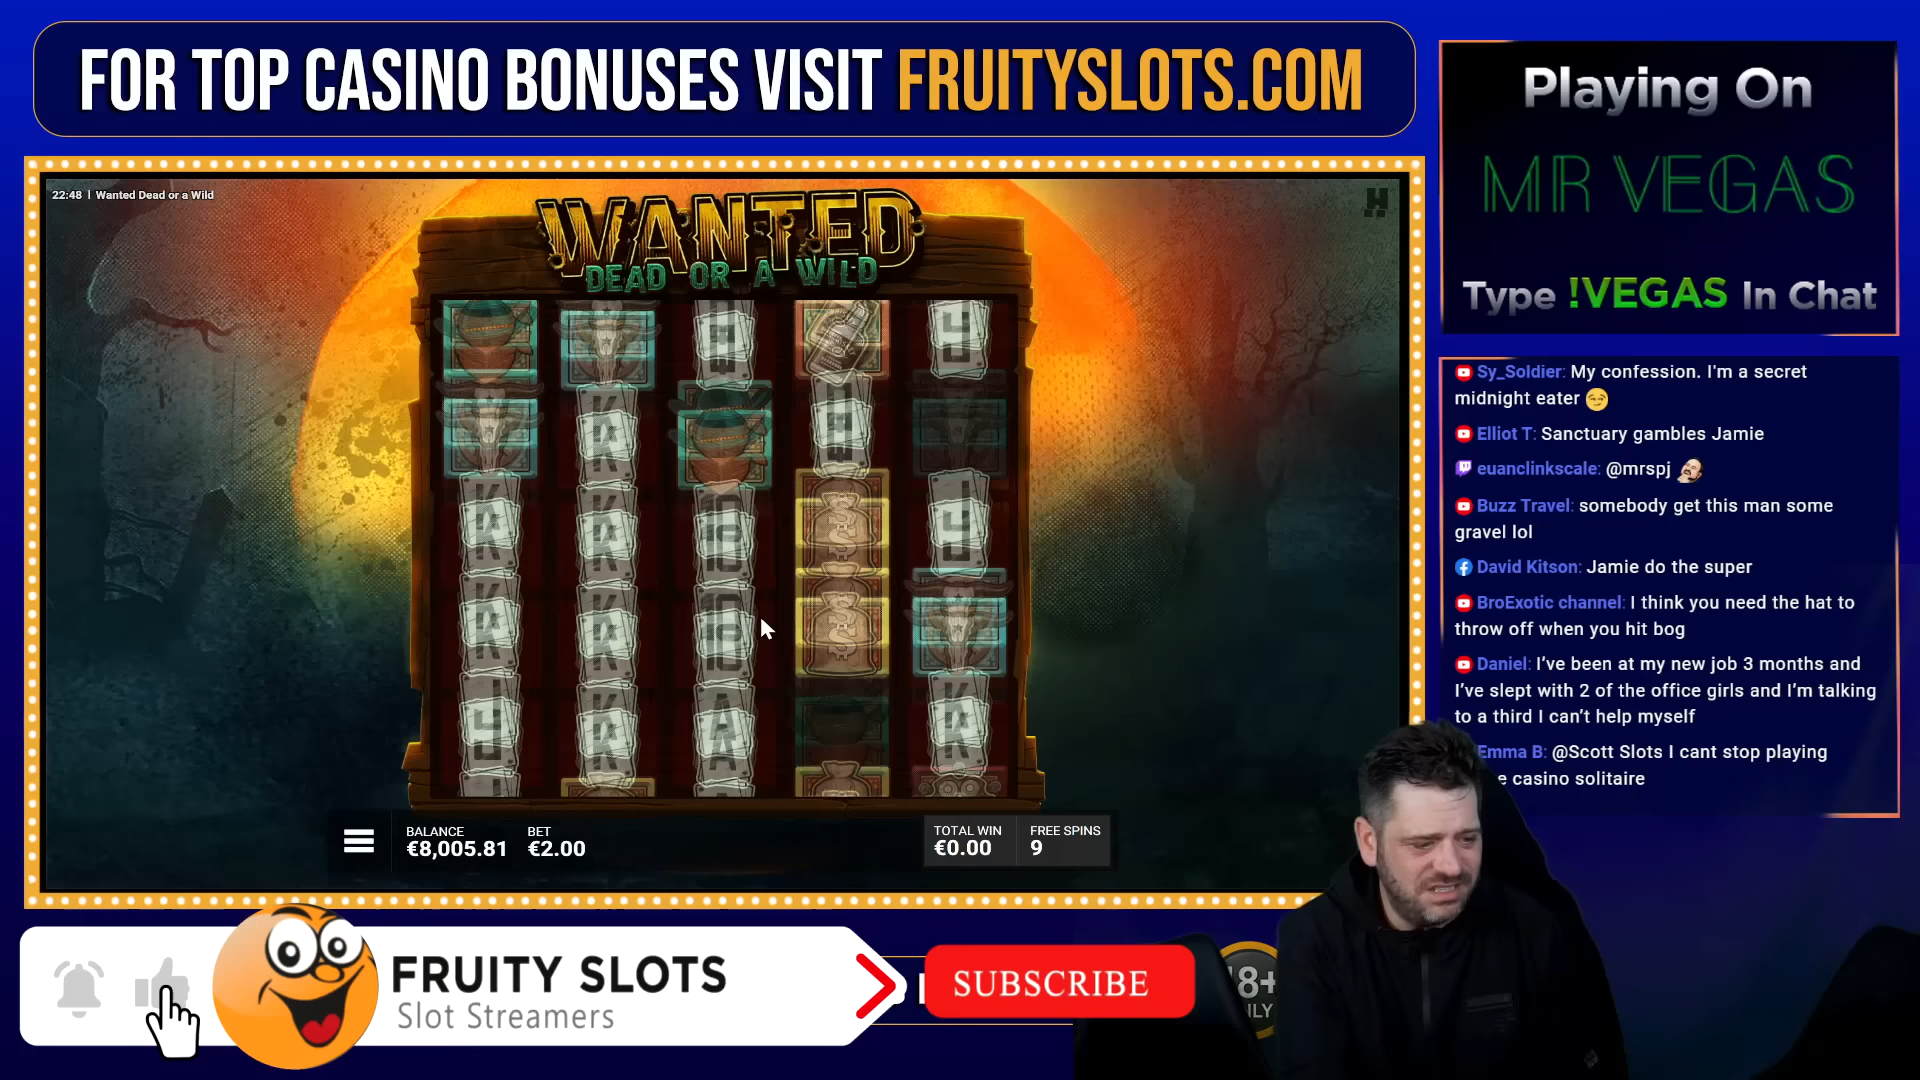 FOR TOP CASINO BONUSES VISIT FRUITYSLOTS.COM
Playing On
MR VEGAS
Type !VEGAS In Chat
22:48 | Wanted Dead or a Wild
WANTED
DEAD OR A WILD
Sy_Soldier: My confession. I'm a secret
midnight eater 😏
Elliot T: Sanctuary gambles Jamie
euanclinkscale: @mrspj
Buzz Travel: somebody get this man some
gravel lol
David Kitson: Jamie do the super
BroExotic channel: I think you need the hat to
throw off when you hit bog
Daniel: I've been at my new job 3 months and
I've slept with 2 of the office girls and I'm talking
to a third I can't help myself
Emma B: @Scott Slots I cant stop playing
casino solitaire
BALANCE
€8,005.81
BET
€2.00
TOTAL WIN
€0.00
FREE SPINS
9
FRUITY SLOTS
Slot Streamers
SUBSCRIBE
8+